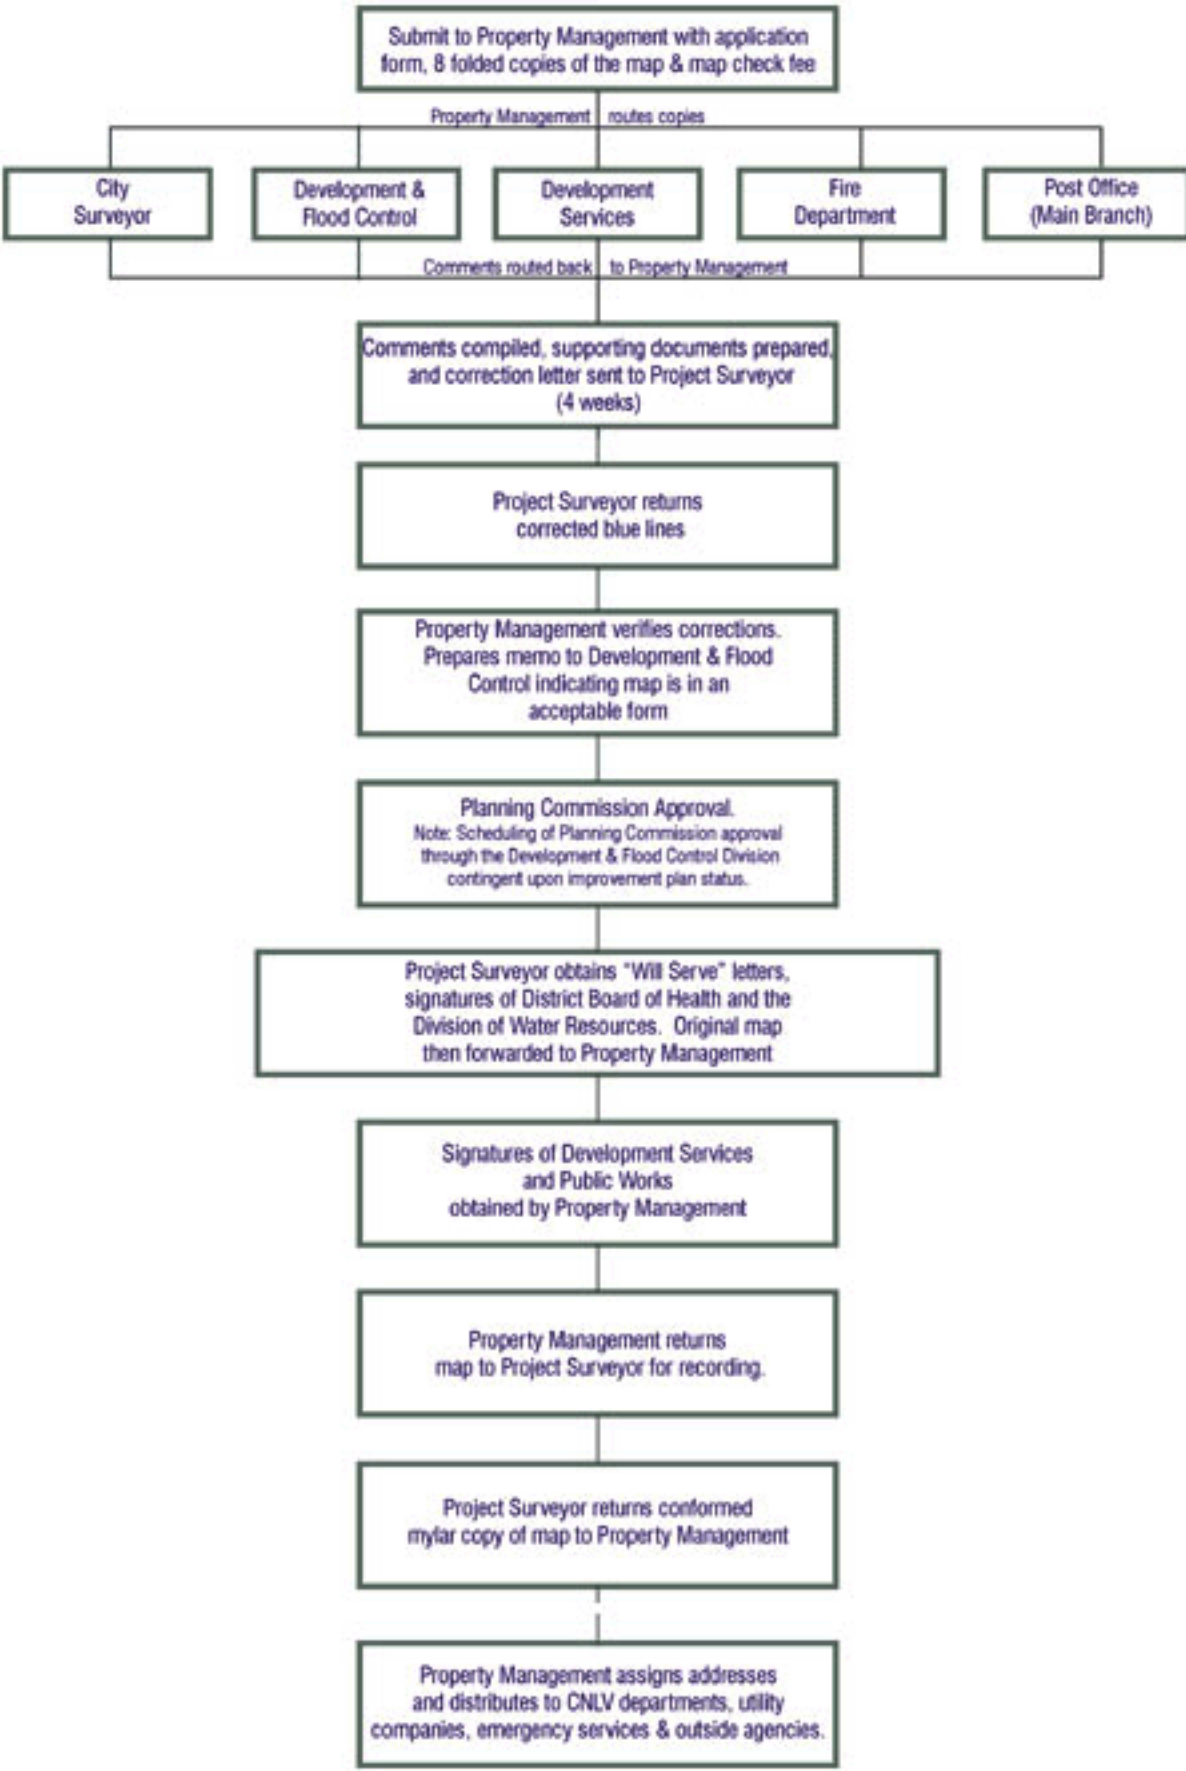 Submit to Property Management with application
form, 8 folded copies of the map & map check fee
Property Management routes copies
City
Surveyor
Development &
Flood Control
Development
Services
Fire
Department
Post Office
(Main Branch)
Comments routed back to Property Management
Comments compiled, supporting documents prepared,
and correction letter sent to Project Surveyor
(4 weeks)
Project Surveyor returns
corrected blue lines
Property Management verifies corrections.
Prepares memo to Development & Flood
Control indicating map is in an
acceptable form
Planning Commission Approval.
Note: Scheduling of Planning Commission approval
through the Development & Flood Control Division
contingent upon improvement plan status.
Project Surveyor obtains "Will Serve" letters,
signatures of District Board of Health and the
Division of Water Resources. Original map
then forwarded to Property Management
Signatures of Development Services
and Public Works
obtained by Property Management
Property Management returns
map to Project Surveyor for recording.
Project Surveyor returns conformed
mylar copy of map to Property Management
Property Management assigns addresses
and distributes to CNLV departments, utility
companies, emergency services & outside agencies.